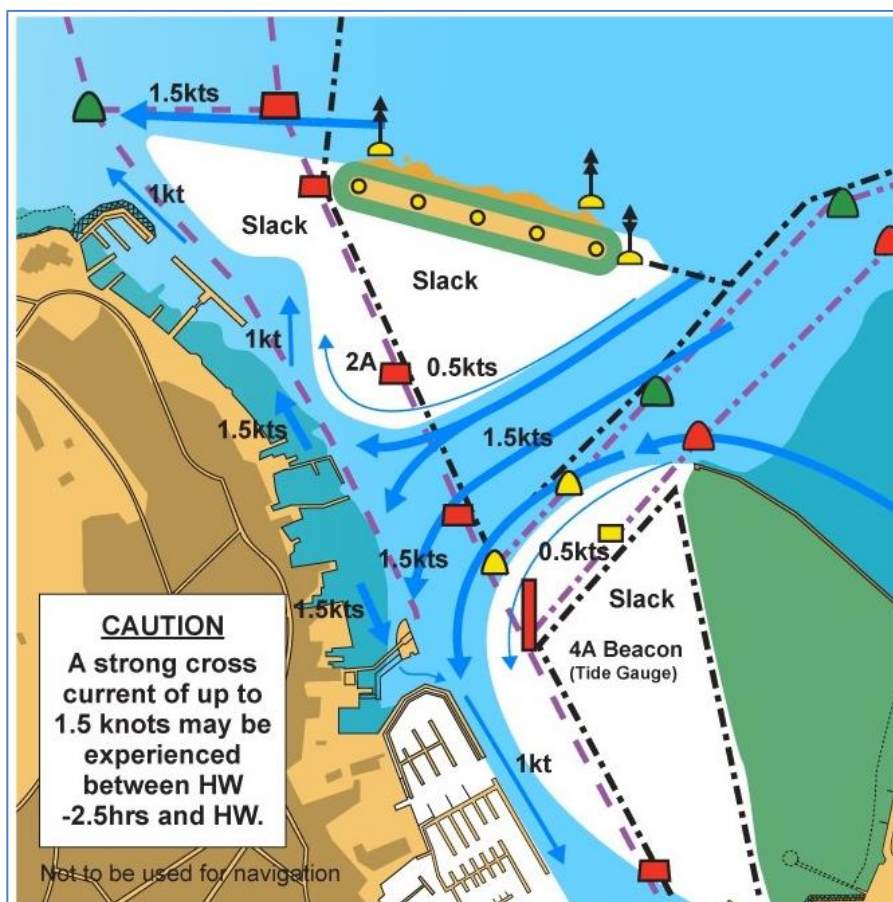 1.5kts
1kt
Slack
Slack
1kt
2A
0.5kts
1.5kts
1.5kts
1.5kts
0.5kts
1.5kts
Slack
4A Beacon
(Tide Gauge)
1kt
CAUTION
A strong cross
current of up to
1.5 knots may be
experienced
between HW
-2.5hrs and HW.
Not to be used for navigation